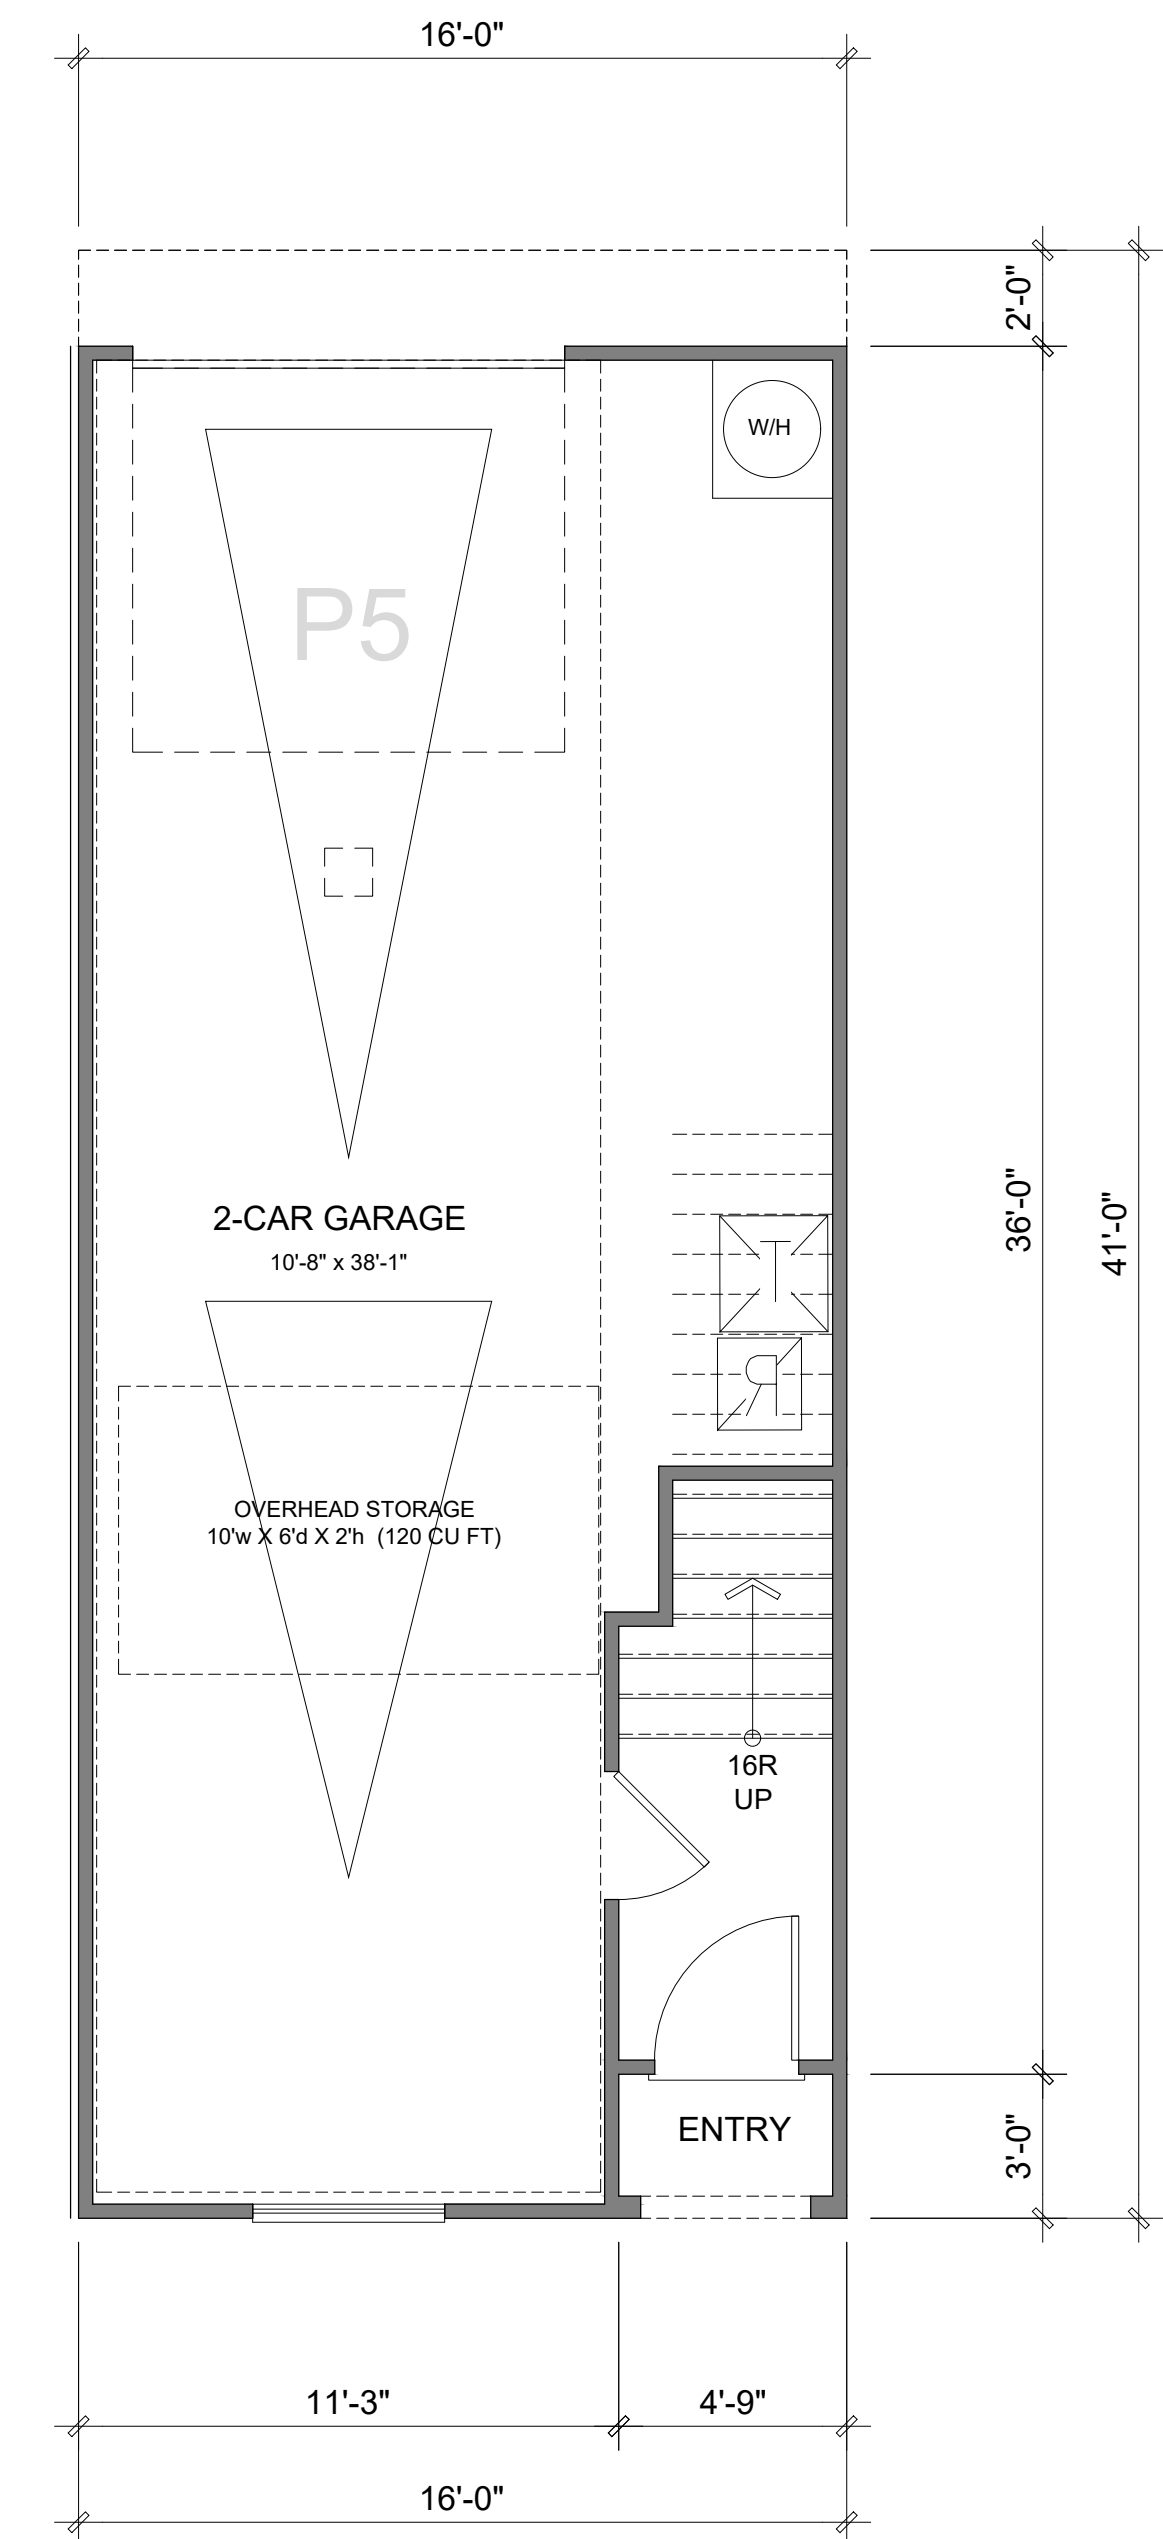 16'-0"
2'-0"
W/H
P5
36'-0"
41'-0"
2-CAR GARAGE
10'-8" x 38'-1"
T
R
OVERHEAD STORAGE
10'w X 6'd X 2'h (120 CU FT)
16R
UP
ENTRY
3'-0"
11'-3"
4'-9"
16'-0"